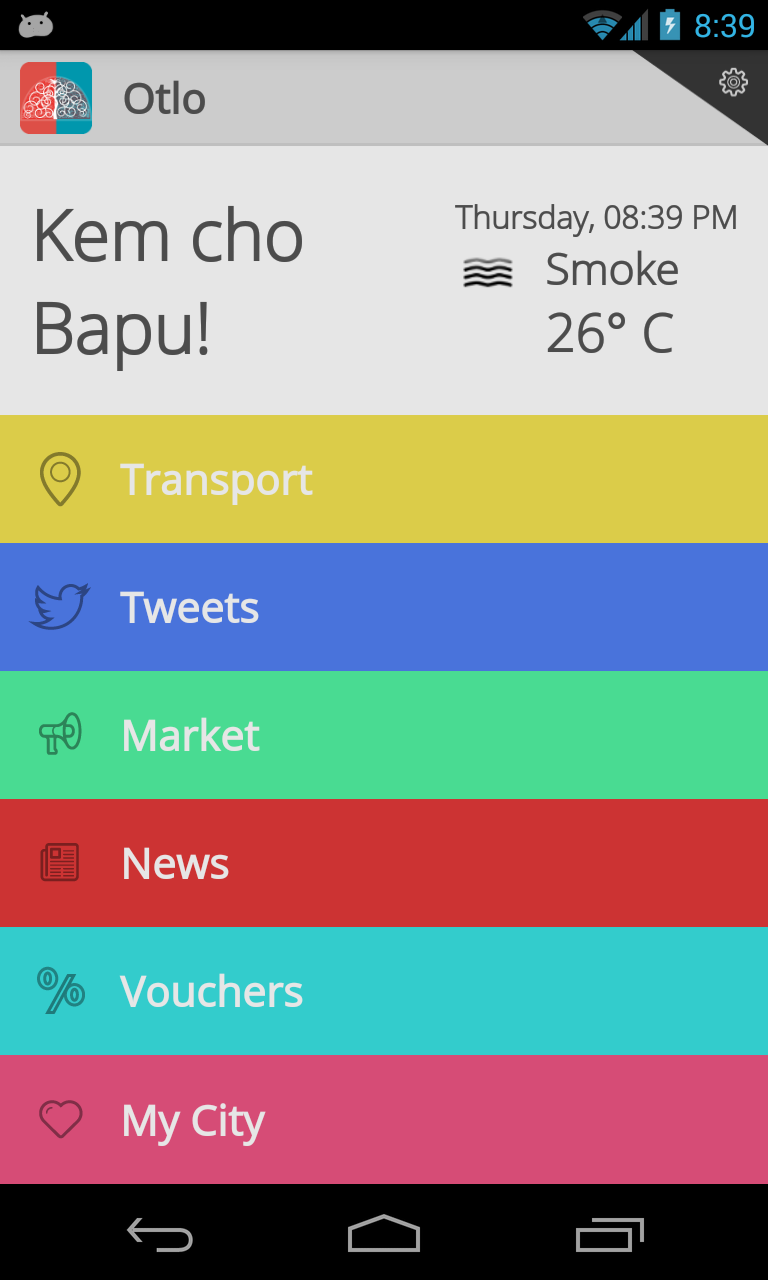 8:39
Otlo
Kem cho
Bapu!
Thursday, 08:39 PM
Smoke
26° C
Transport
Tweets
Market
News
Vouchers
My City